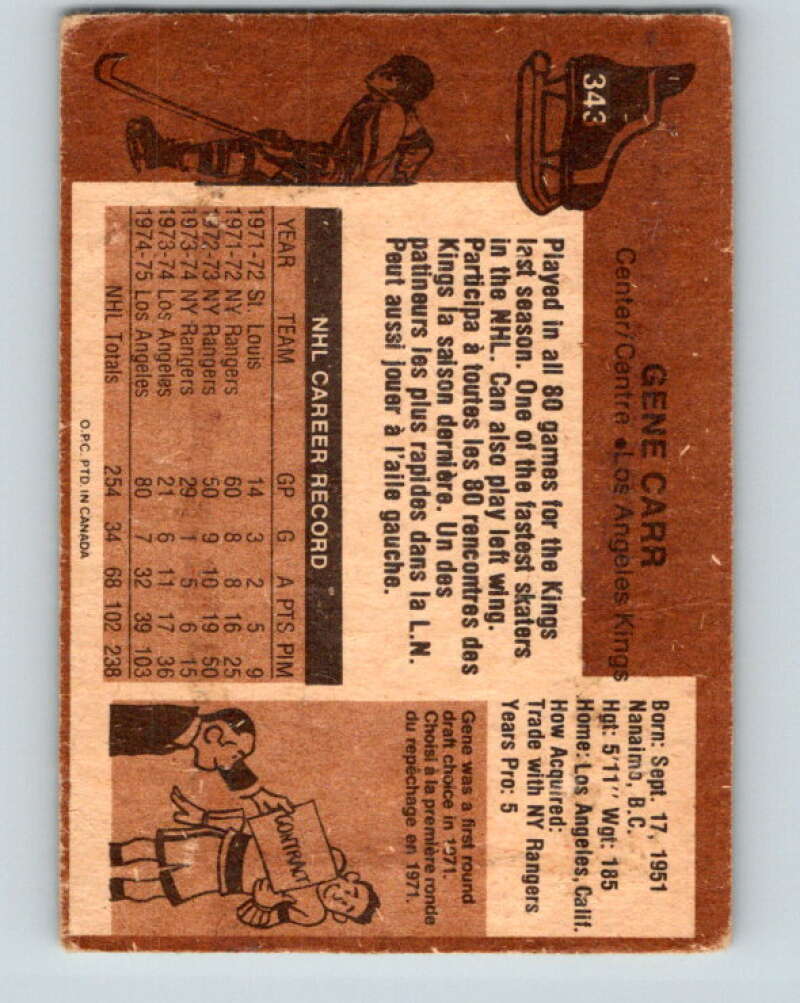 343
GENE CARR
Center/Centre • Los Angeles Kings
Born: Sept. 17, 1951
Nanaimo, B.C.
Hgt: 5'11" Wgt: 185
Home: Los Angeles, Calif.
How Acquired:
Trade with NY Rangers
Years Pro: 5
Played in all 80 games for the Kings
last season. One of the fastest skaters
in the NHL. Can also play left wing.
Participa à toutes les 80 rencontres des
Kings la saison dernière. Un des
patineurs les plus rapides dans la L.N.
Peut aussi jouer à l'aile gauche.
NHL CAREER RECORD
YEAR TEAM GP G A PTS PIM
1971-72 St. Louis 14 3 2 5 9
1971-72 NY Rangers 60 8 8 16 25
1972-73 NY Rangers 50 9 10 19 50
1973-74 NY Rangers 29 1 5 6 15
1973-74 Los Angeles 21 6 11 17 36
1974-75 Los Angeles 80 7 32 39 103
NHL Totals 254 34 68 102 238
Gene was a first round
draft choice in 1971.
Choisi à la première ronde
du repêchage en 1971.
CONTRACT
O.P.C. PTD. IN CANADA